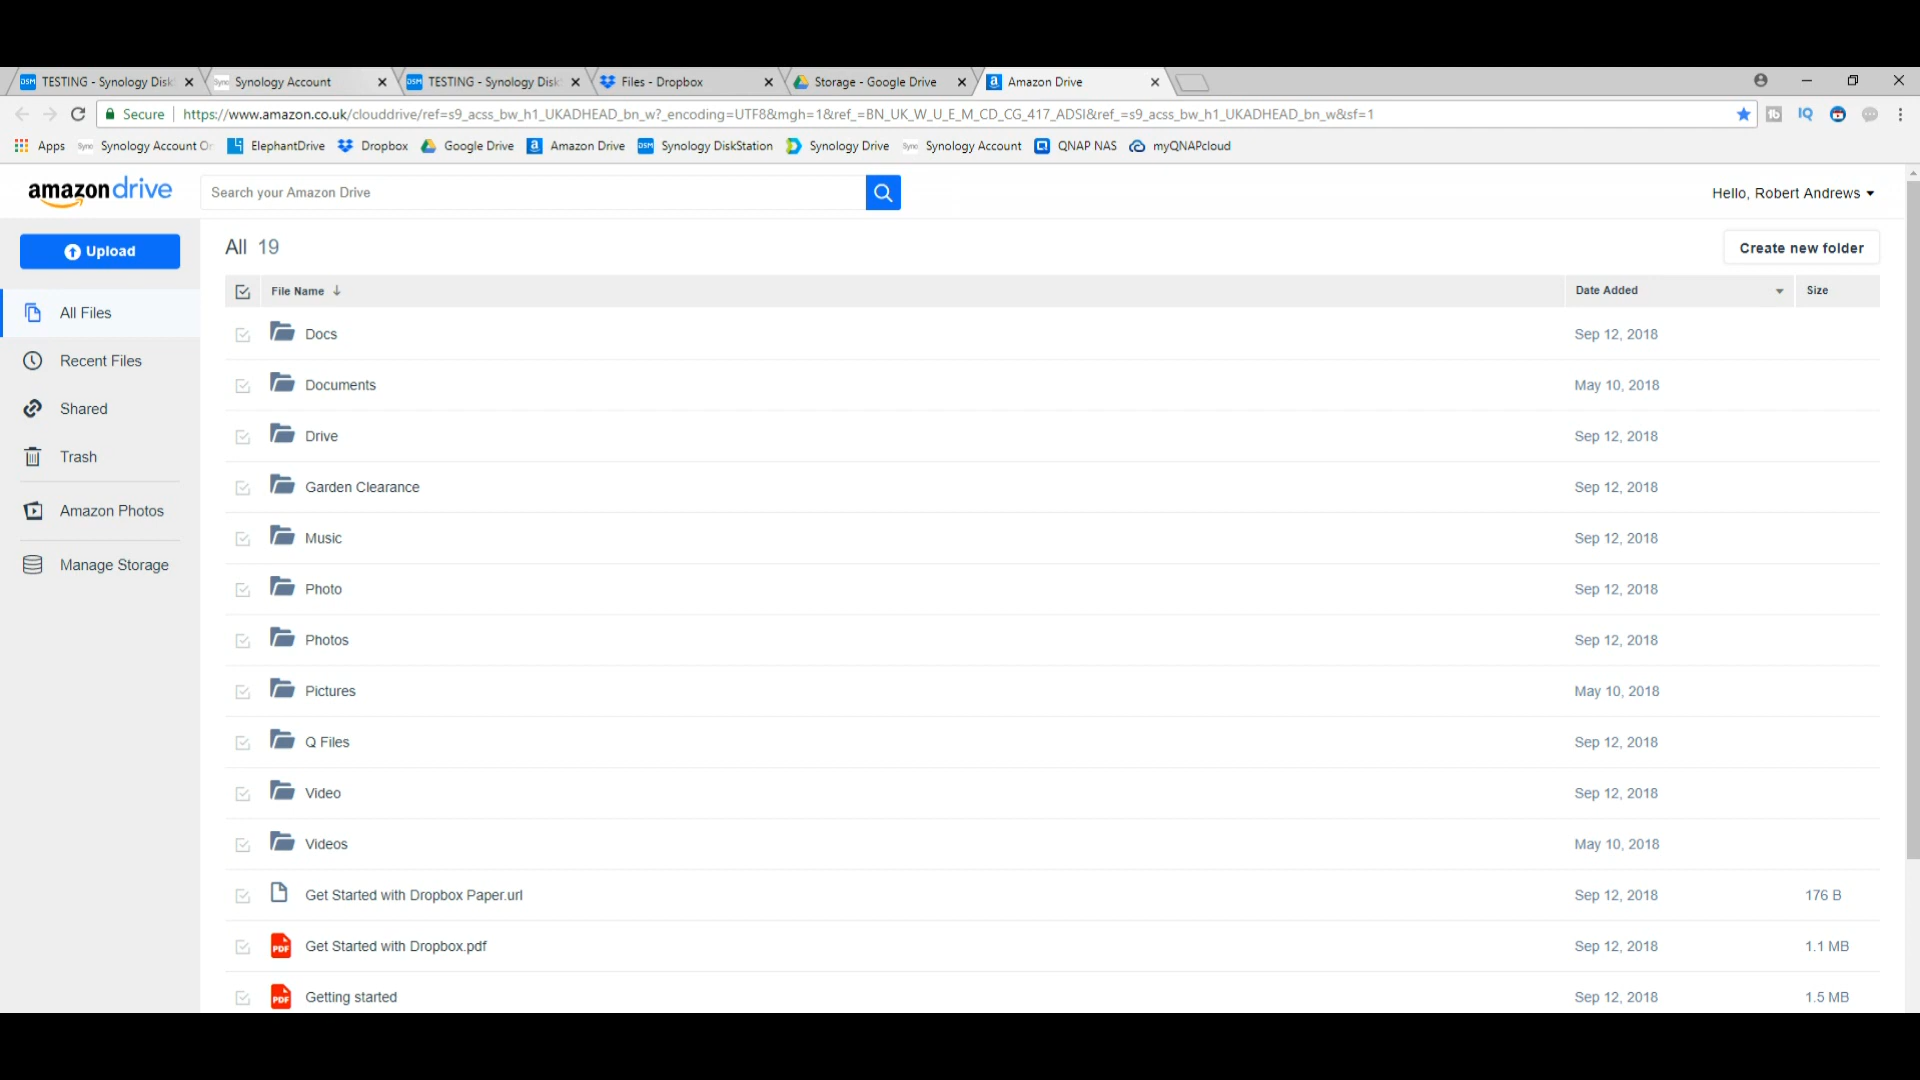 TESTING - Synology Disk
Synology Account
TESTING - Synology Disk
Files - Dropbox
Storage - Google Drive
Amazon Drive
Secure
https://www.amazon.co.uk/clouddrive/ref=s9_acss_bw_h1_UKADHEAD_bn_w?_encoding=UTF8&mgh=1&ref_=BN_UK_W_U_E_M_CD_CG_417_ADSI&ref_=s9_acss_bw_h1_UKADHEAD_bn_w&sf=1
Apps
Synology Account Or
ElephantDrive
Dropbox
Google Drive
Amazon Drive
Synology DiskStation
Synology Drive
Synology Account
QNAP NAS
myQNAPcloud
amazondrive
Search your Amazon Drive
Hello, Robert Andrews
Upload
All 19
Create new folder
File Name
Date Added
Size
All Files
Recent Files
Shared
Trash
Amazon Photos
Manage Storage
Docs Sep 12, 2018
Documents May 10, 2018
Drive Sep 12, 2018
Garden Clearance Sep 12, 2018
Music Sep 12, 2018
Photo Sep 12, 2018
Photos Sep 12, 2018
Pictures May 10, 2018
Q Files Sep 12, 2018
Video Sep 12, 2018
Videos May 10, 2018
Get Started with Dropbox Paper.url Sep 12, 2018 176 B
PDF Get Started with Dropbox.pdf Sep 12, 2018 1.1 MB
PDF Getting started Sep 12, 2018 1.5 MB